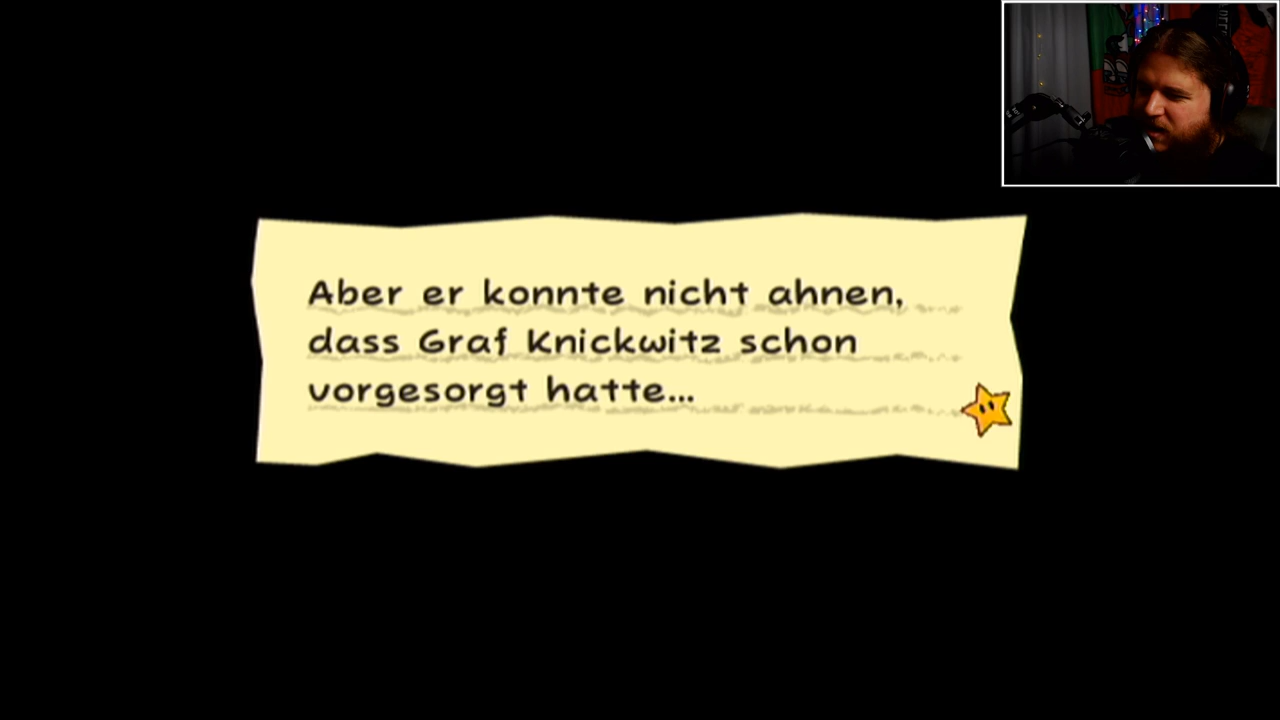 Aber er konnte nicht ahnen,
dass Graf Knickwitz schon
vorgesorgt hatte...